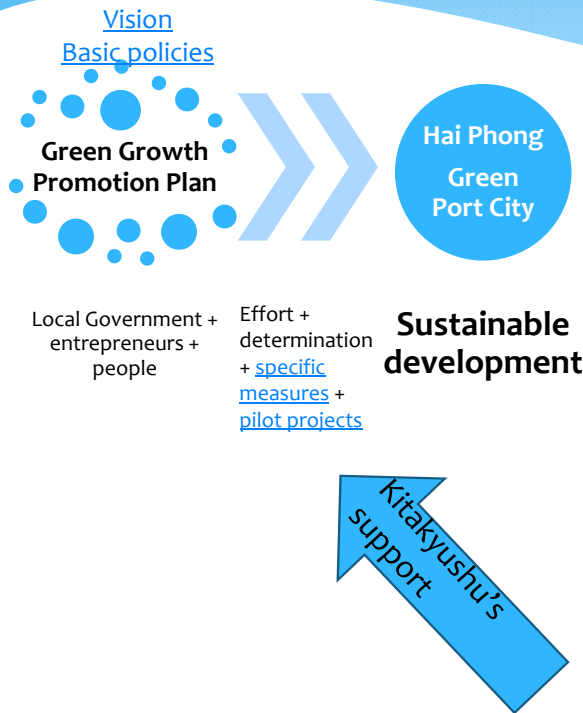 Vision
Basic policies
Green Growth
Promotion Plan
Hai Phong
Green
Port City
Local Government +
entrepreneurs +
people
Effort +
determination
+ specific
measures +
pilot projects
Sustainable
development
Kitakyushu's
support